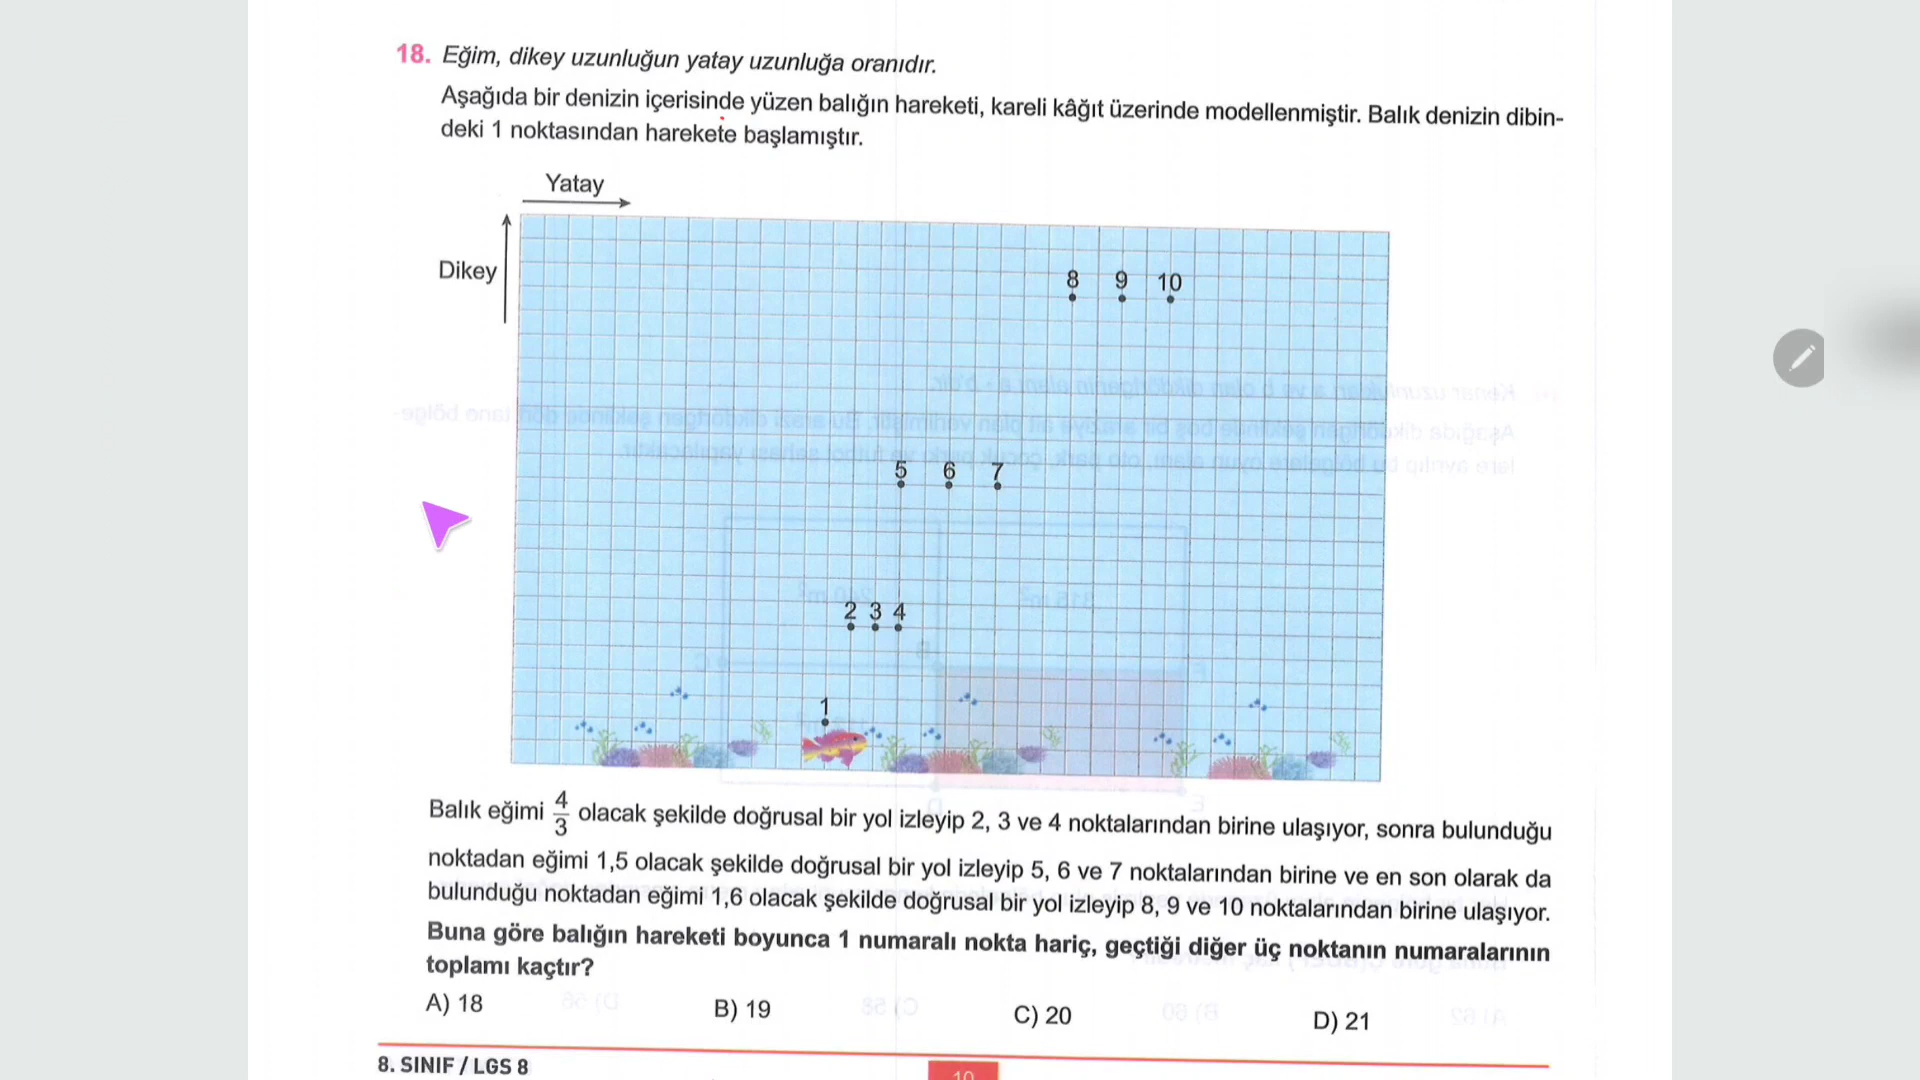 18. Eğim, dikey uzunluğun yatay uzunluğa oranıdır.
Aşağıda bir denizin içerisinde yüzen balığın hareketi, kareli kâğıt üzerinde modellenmiştir. Balık denizin dibin-
deki 1 noktasından harekete başlamıştır.
Yatay
Dikey
8 9 10
5 6 7
2 3 4
1
Balık eğimi 4/3 olacak şekilde doğrusal bir yol izleyip 2, 3 ve 4 noktalarından birine ulaşıyor, sonra bulunduğu
noktadan eğimi 1,5 olacak şekilde doğrusal bir yol izleyip 5, 6 ve 7 noktalarından birine ve en son olarak da
bulunduğu noktadan eğimi 1,6 olacak şekilde doğrusal bir yol izleyip 8, 9 ve 10 noktalarından birine ulaşıyor.
Buna göre balığın hareketi boyunca 1 numaralı nokta hariç, geçtiği diğer üç noktanın numaralarının
toplamı kaçtır?
A) 18 B) 19 C) 20 D) 21
8. SINIF / LGS 8
10